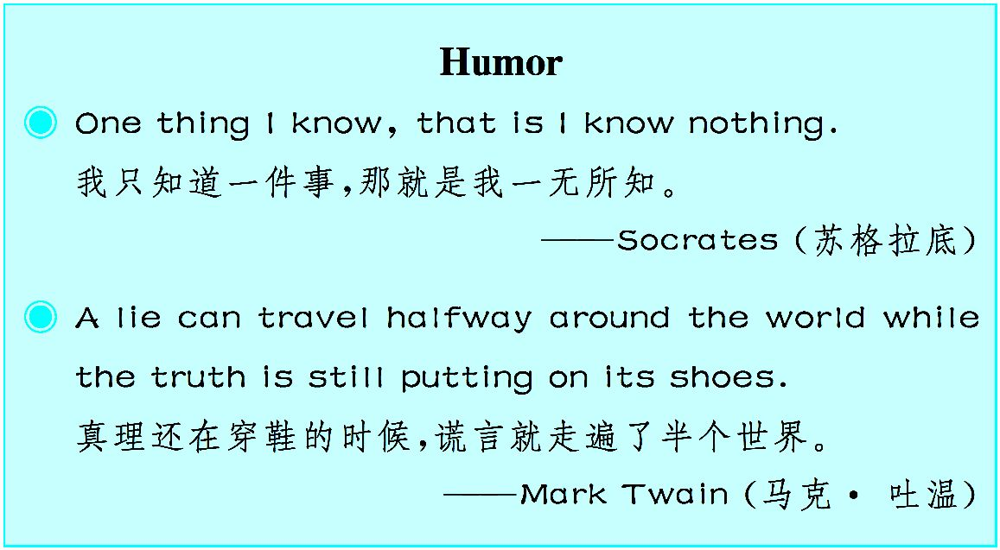 Humor
One thing I know, that is I know nothing.
我只知道一件事,那就是我一无所知。
——Socrates (苏格拉底)
A lie can travel halfway around the world while
the truth is still putting on its shoes.
真理还在穿鞋的时候,谎言就走遍了半个世界。
——Mark Twain (马克· 吐温)